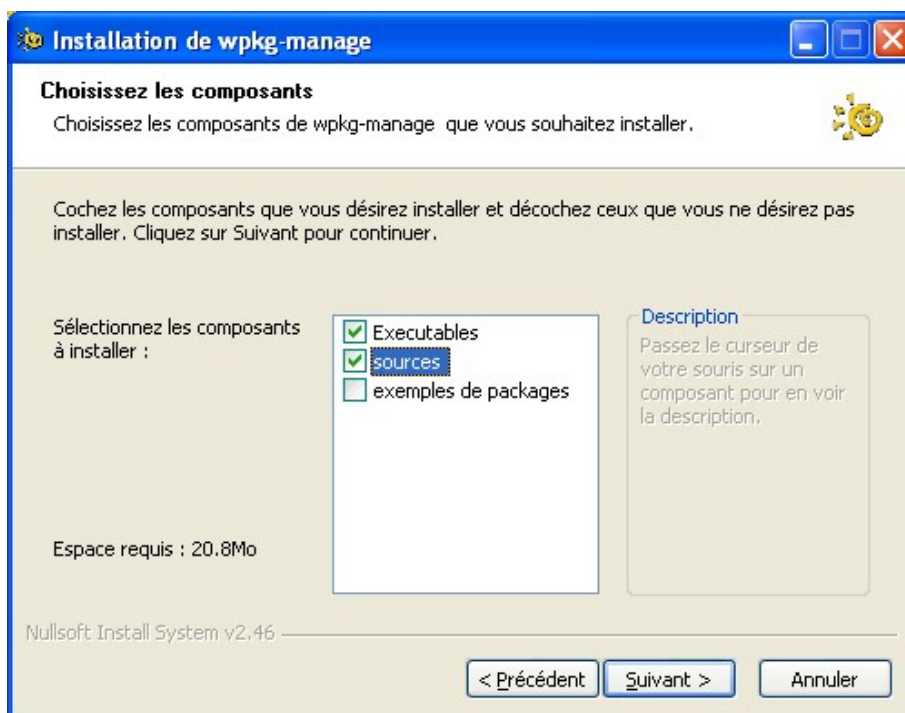 Installation de wpkg-manage
Choisissez les composants
Choisissez les composants de wpkg-manage que vous souhaitez installer.
Cochez les composants que vous désirez installer et décochez ceux que vous ne désirez pas
installer. Cliquez sur Suivant pour continuer.
Sélectionnez les composants
à installer :
Executables
sources
exemples de packages
Description
Passez le curseur de
votre souris sur un
composant pour en voir
la description.
Espace requis : 20.8Mo
Nullsoft Install System v2.46
< Précédent
Suivant >
Annuler